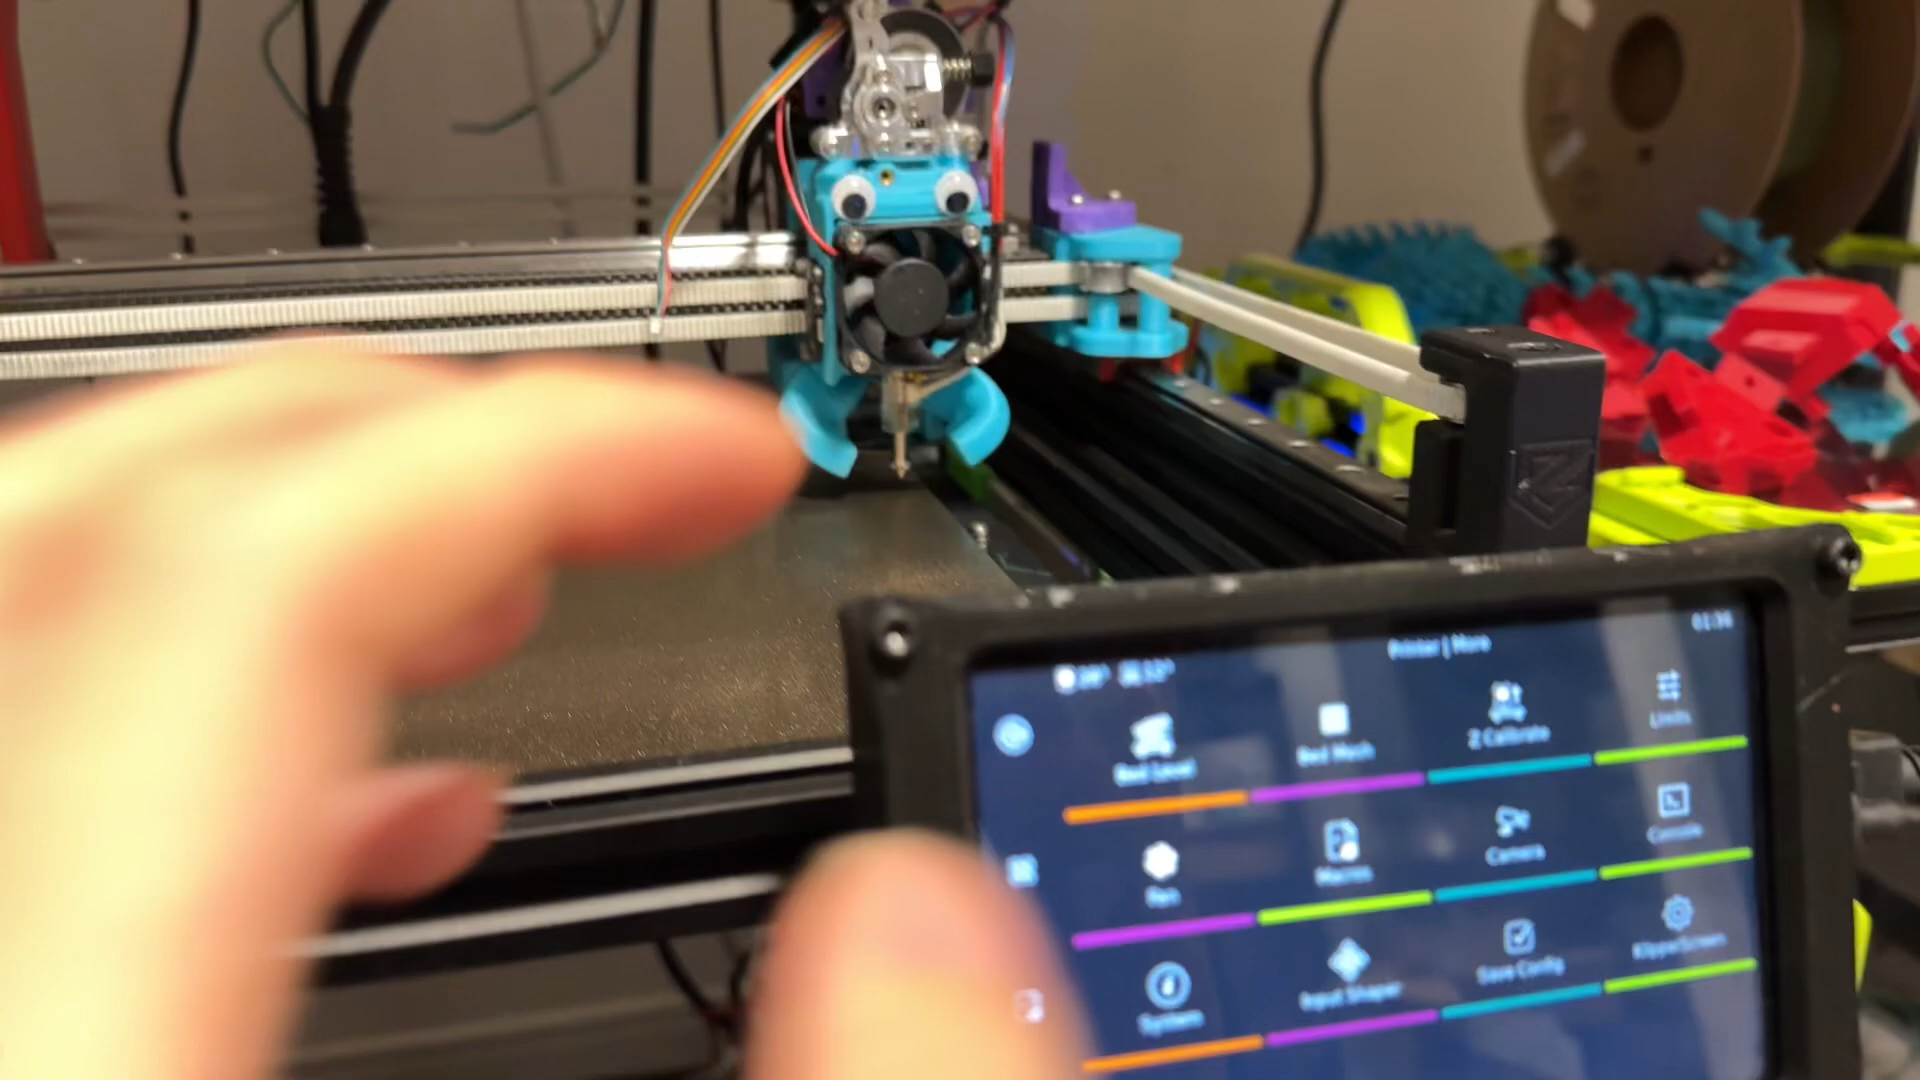 Printer | More
Bed Level
Bed Mesh
Z Calibrate
Limits
Fan
Macros
Camera
Console
System
Input Shaper
Save Config
KlipperScreen